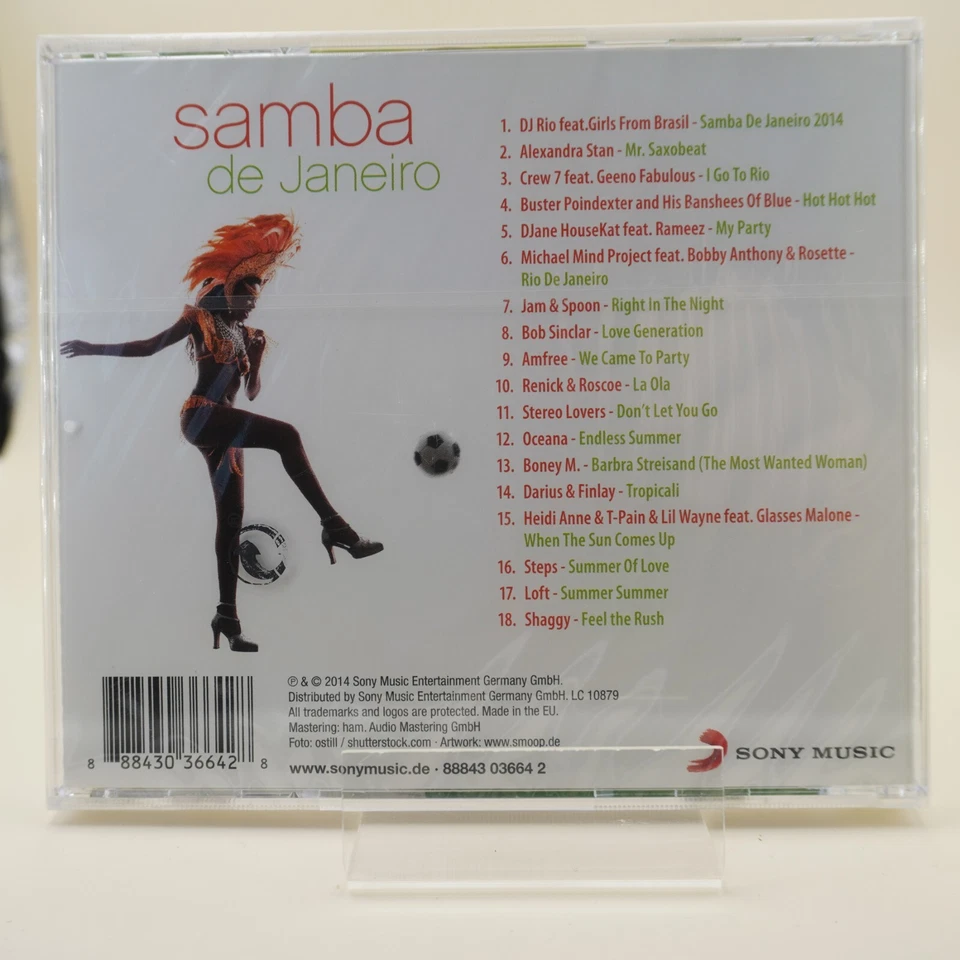 samba
de Janeiro
1. DJ Rio feat.Girls From Brasil - Samba De Janeiro 2014
2. Alexandra Stan - Mr. Saxobeat
3. Crew 7 feat. Geeno Fabulous - I Go To Rio
4. Buster Poindexter and His Banshees Of Blue - Hot Hot Hot
5. DJane HouseKat feat. Rameez - My Party
6. Michael Mind Project feat. Bobby Anthony & Rosette -
Rio De Janeiro
7. Jam & Spoon - Right In The Night
8. Bob Sinclar - Love Generation
9. Amfree - We Came To Party
10. Renick & Roscoe - La Ola
11. Stereo Lovers - Don't Let You Go
12. Oceana - Endless Summer
13. Boney M. - Barbra Streisand (The Most Wanted Woman)
14. Darius & Finlay - Tropicali
15. Heidi Anne & T-Pain & Lil Wayne feat. Glasses Malone -
When The Sun Comes Up
16. Steps - Summer Of Love
17. Loft - Summer Summer
18. Shaggy - Feel the Rush
℗ & © 2014 Sony Music Entertainment Germany GmbH.
Distributed by Sony Music Entertainment Germany GmbH. LC 10879
All trademarks and logos are protected. Made in the EU.
Mastering: ham. Audio Mastering GmbH
Foto: ostill / shutterstock.com · Artwork: www.smoop.de
www.sonymusic.de · 88843 03664 2
8 88430 36642 8
SONY MUSIC